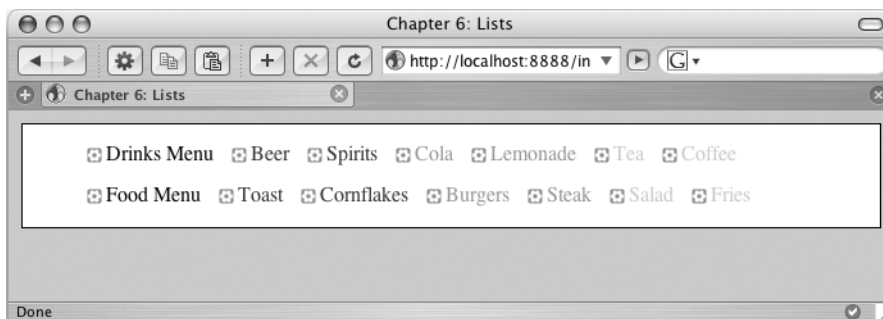 Chapter 6: Lists
http://localhost:8888/in
G
Chapter 6: Lists
Drinks Menu Beer Spirits Cola Lemonade Tea Coffee
Food Menu Toast Cornflakes Burgers Steak Salad Fries
Done